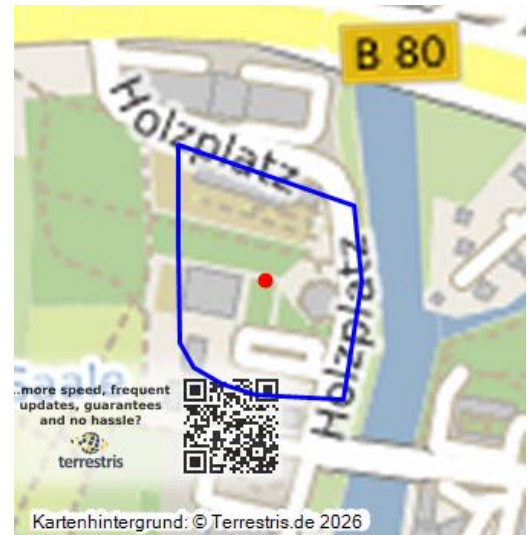 B 80
Holzplatz
Holzplatz
Saale
...more speed, frequent
updates, guarantees
and no hassle?
terrestris
Kartenhintergrund: © Terrestris.de 2026